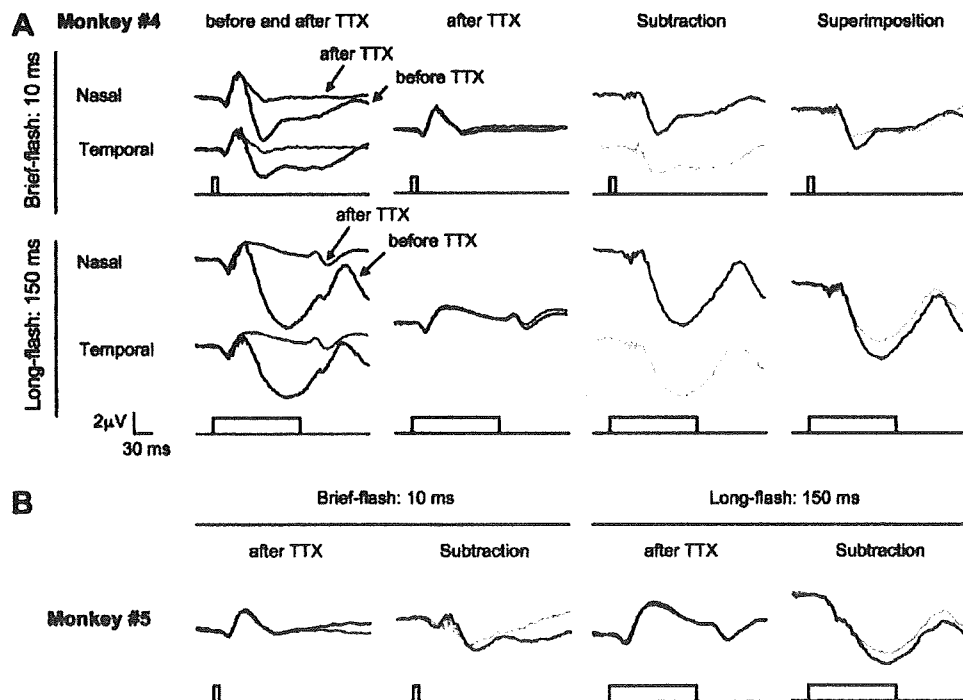 A Monkey #4 before and after TTX after TTX Subtraction Superimposition
after TTX
before TTX
Brief-flash: 10 ms
Nasal
Temporal
after TTX
before TTX
Long-flash: 150 ms
Nasal
Temporal
2μV
30 ms
B Brief-flash: 10 ms Long-flash: 150 ms
after TTX Subtraction after TTX Subtraction
Monkey #5